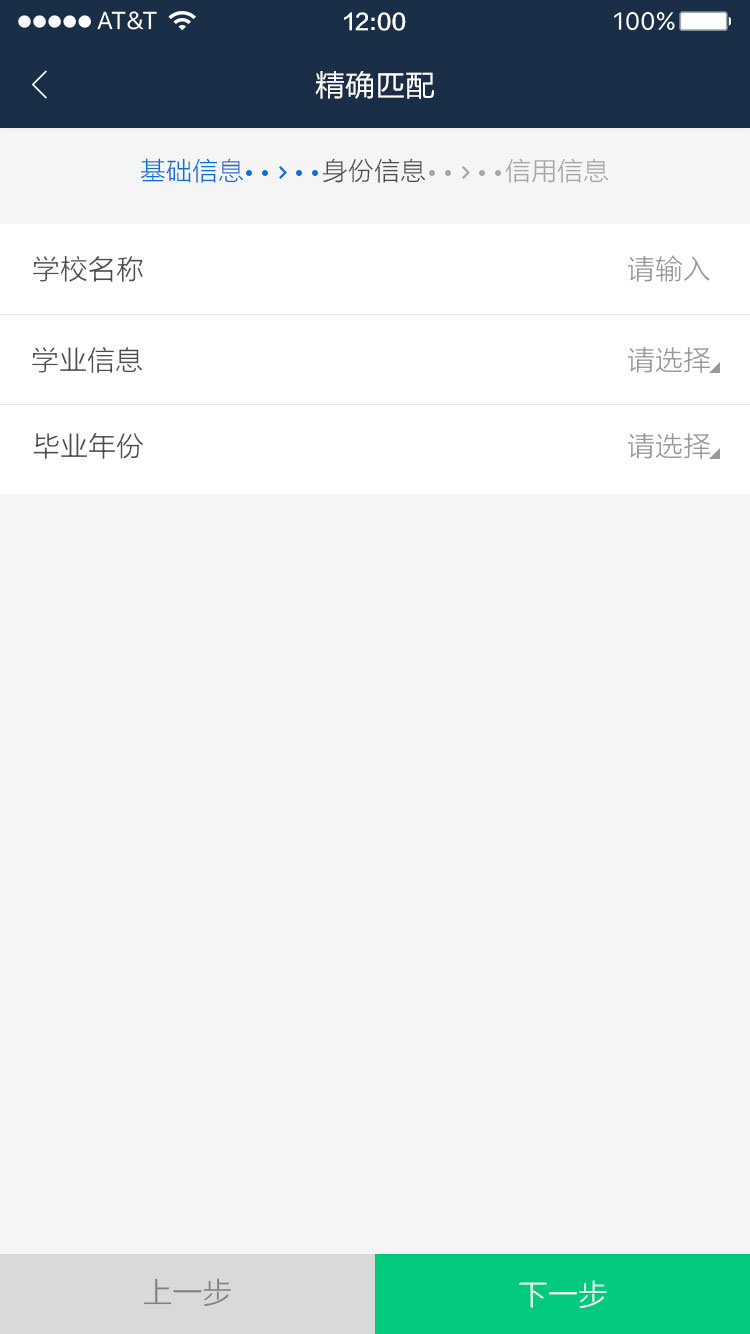 AT&T 12:00 100%
精确匹配
基础信息 身份信息 信用信息
学校名称 请输入
学业信息 请选择
毕业年份 请选择
上一步 下一步